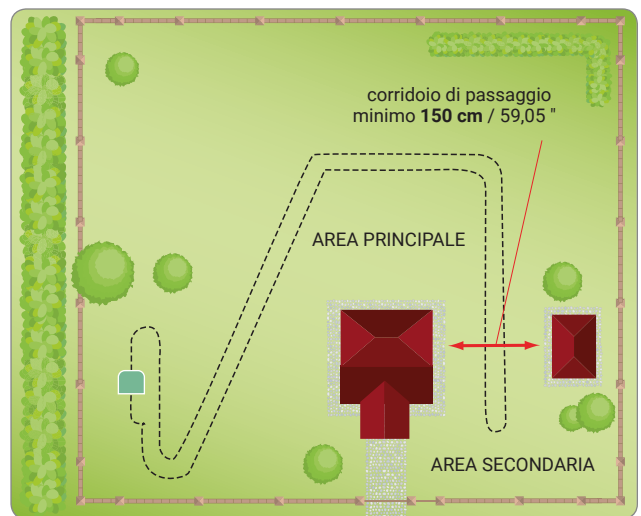 corridoio di passaggio
minimo 150 cm / 59,05 "
AREA PRINCIPALE
AREA SECONDARIA